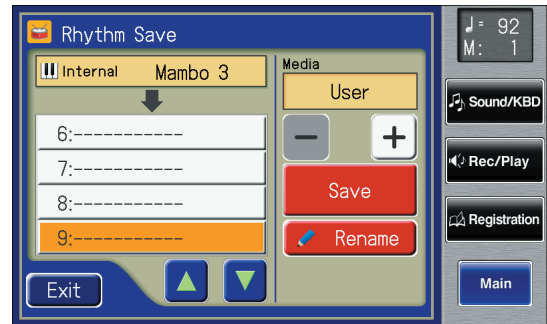 Rhythm Save
Internal Mambo 3
6:-----------
7:-----------
8:-----------
9:-----------
Exit
Media
User
Save
Rename
♩= 92
M: 1
Sound/KBD
Rec/Play
Registration
Main